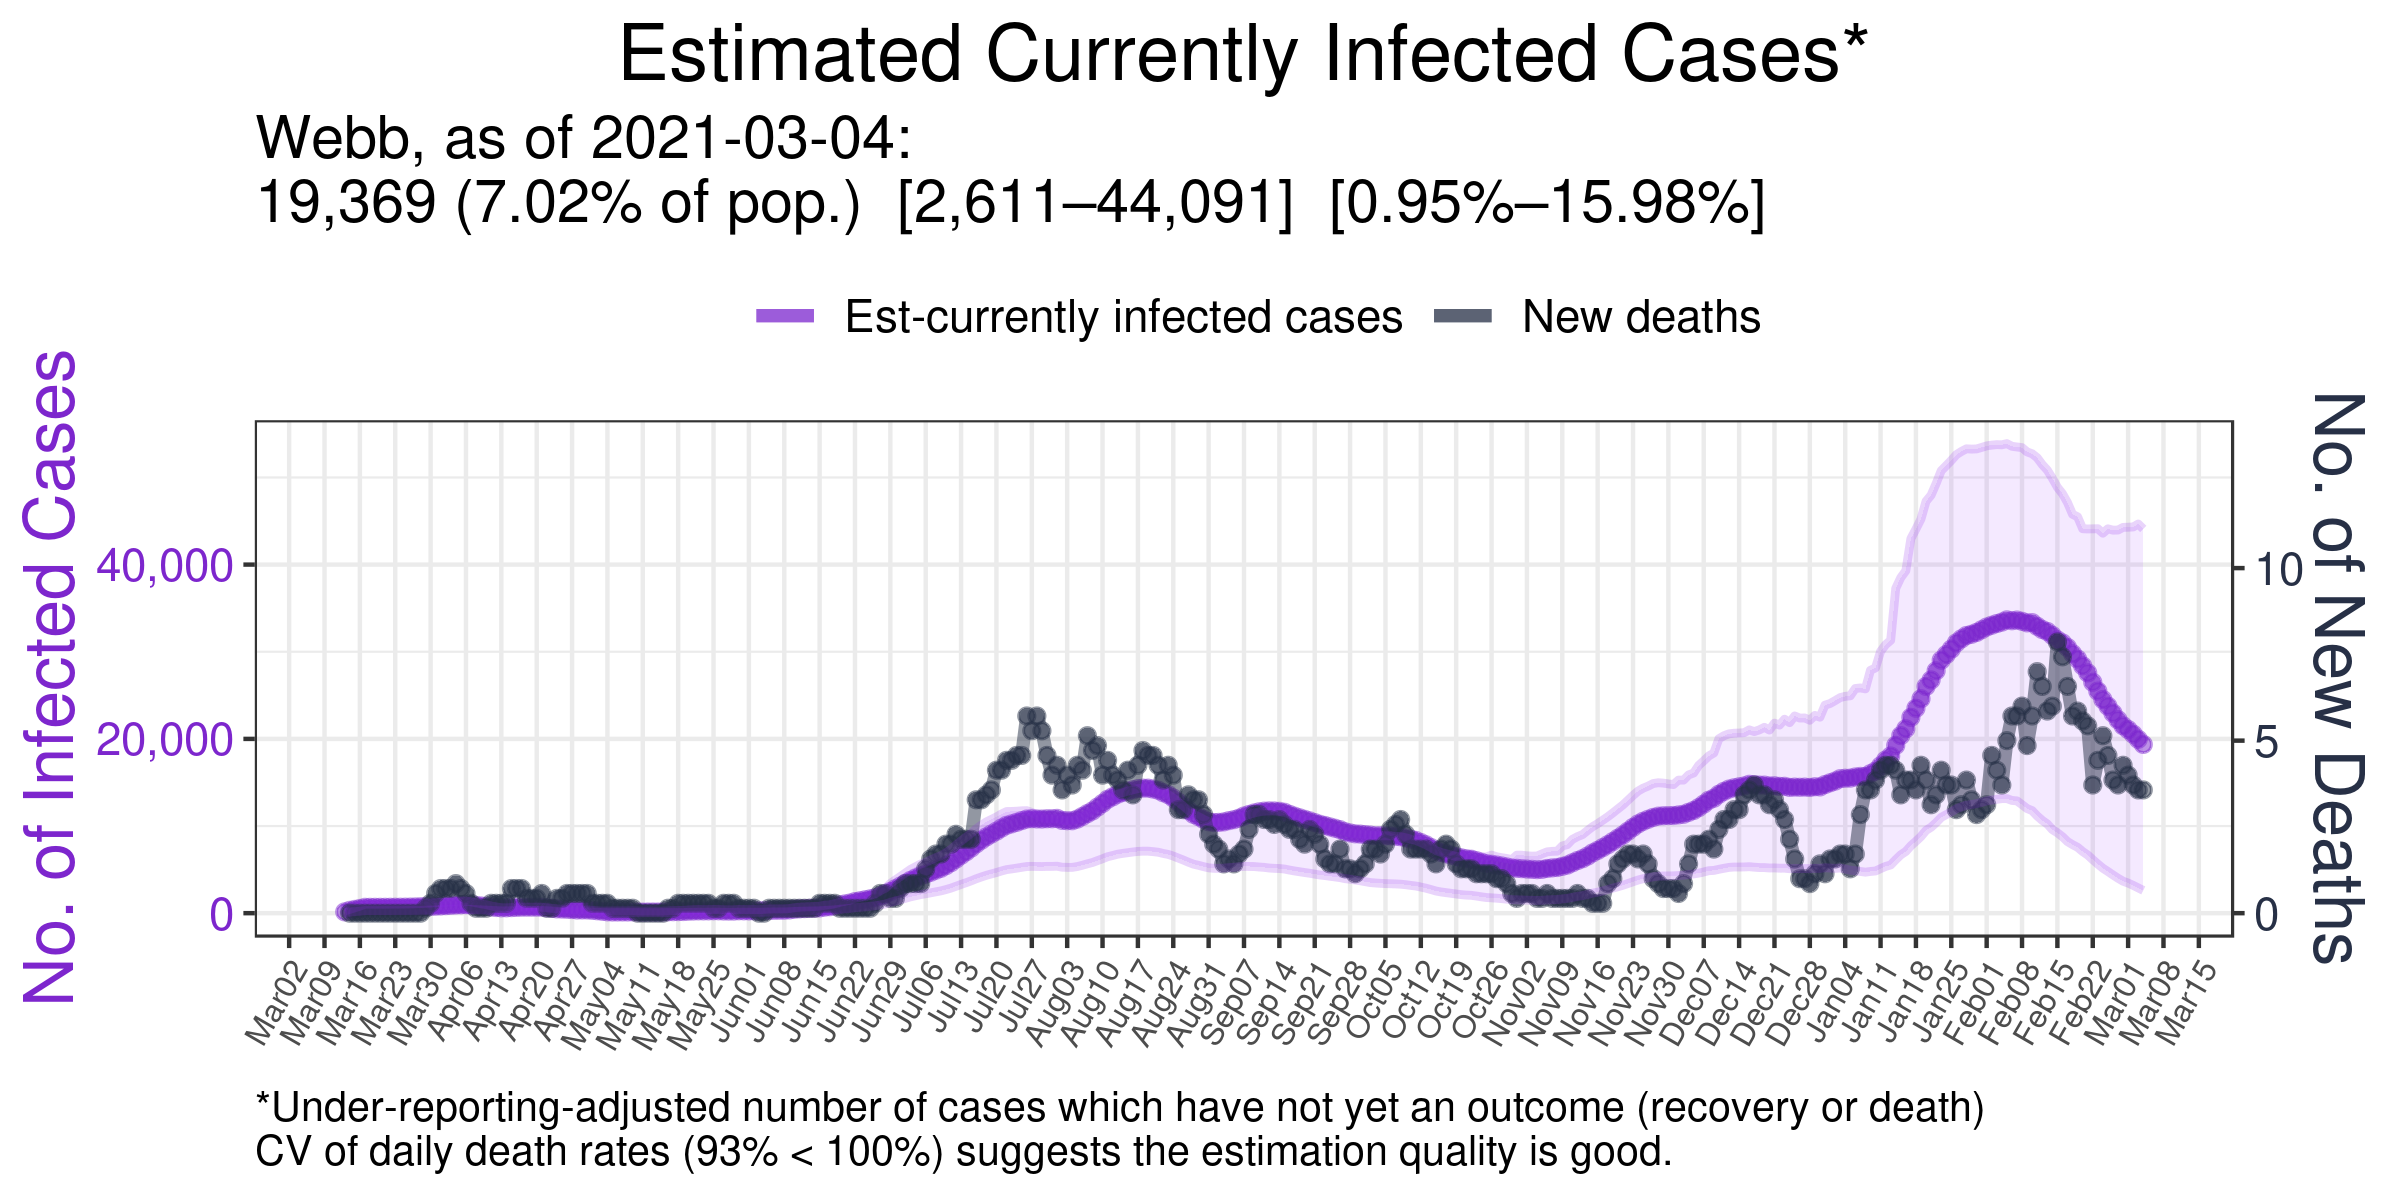 Estimated Currently Infected Cases*
Webb, as of 2021-03-04:
19,369 (7.02% of pop.) [2,611–44,091] [0.95%–15.98%]
Est-currently infected cases
New deaths
No. of Infected Cases
40,000
20,000
0
10
5
0
No. of New Deaths
Mar02
Mar09
Mar16
Mar23
Mar30
Apr06
Apr13
Apr20
Apr27
May04
May11
May18
May25
Jun01
Jun08
Jun15
Jun22
Jun29
Jul06
Jul13
Jul20
Jul27
Aug03
Aug10
Aug17
Aug24
Aug31
Sep07
Sep14
Sep21
Sep28
Oct05
Oct12
Oct19
Oct26
Nov02
Nov09
Nov16
Nov23
Nov30
Dec07
Dec14
Dec21
Dec28
Jan04
Jan11
Jan18
Jan25
Feb01
Feb08
Feb15
Feb22
Mar01
Mar08
Mar15
*Under-reporting-adjusted number of cases which have not yet an outcome (recovery or death)
CV of daily death rates (93% < 100%) suggests the estimation quality is good.